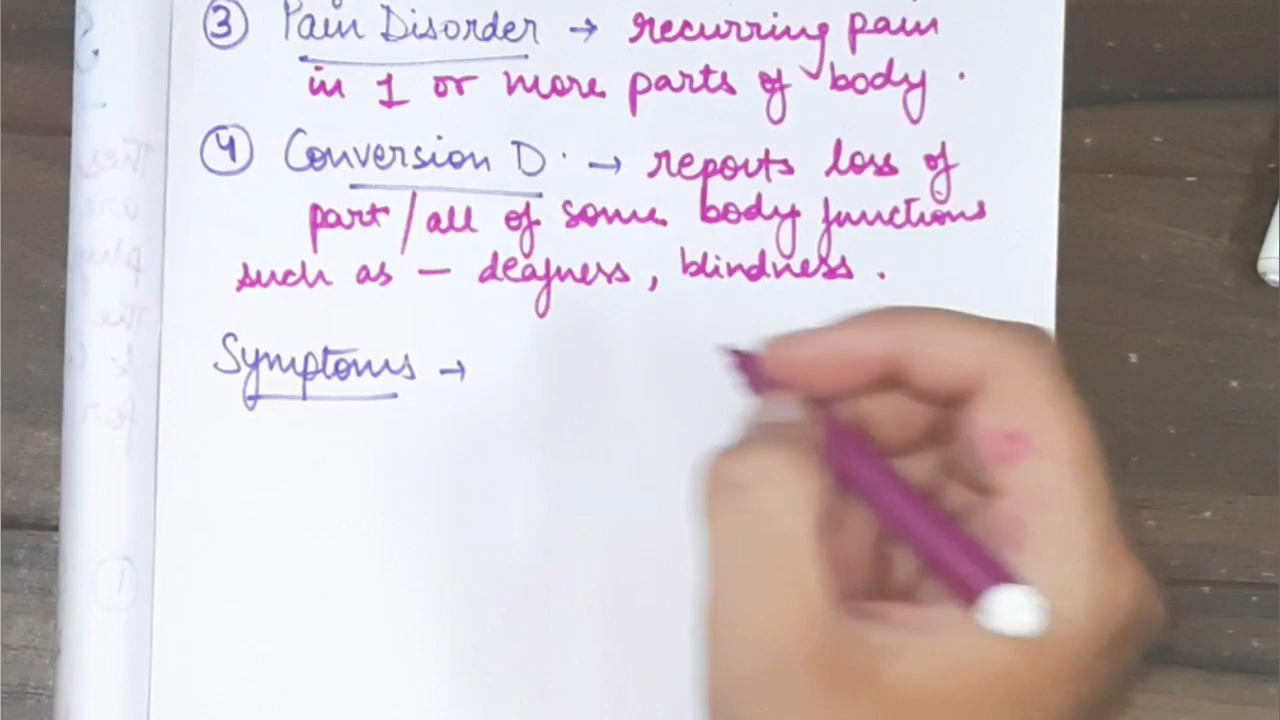 ③ Pain Disorder → recurring pain
in 1 or more parts of body .
④ Conversion D. → reports loss of
part/all of some body functions
such as — deafness, blindness .
Symptoms →